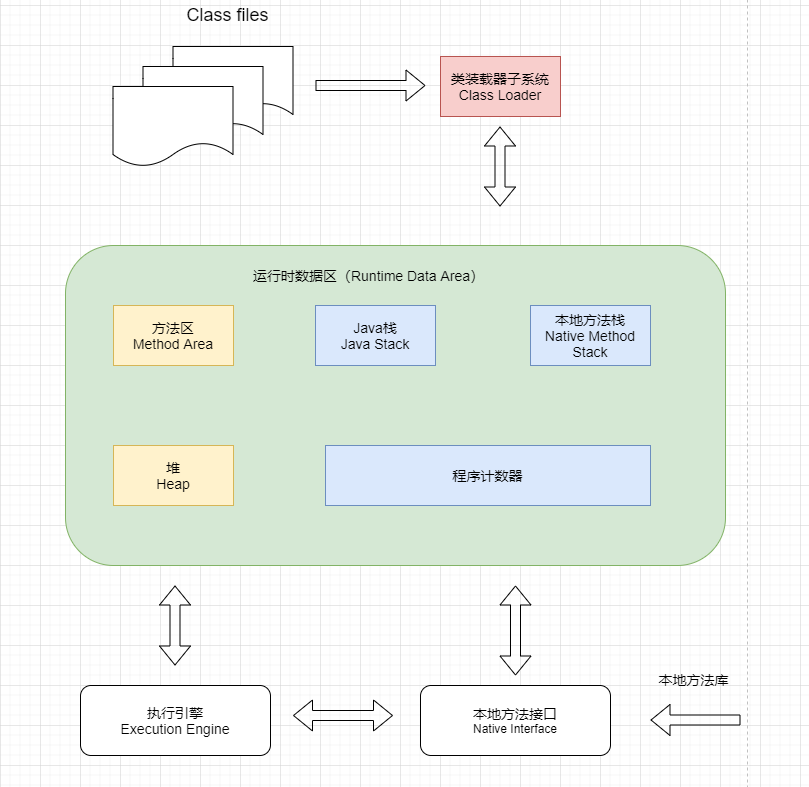 Class files
类装载器子系统
Class Loader
运行时数据区（Runtime Data Area）
方法区
Method Area
Java栈
Java Stack
本地方法栈
Native Method
Stack
堆
Heap
程序计数器
本地方法库
执行引擎
Execution Engine
本地方法接口
Native Interface